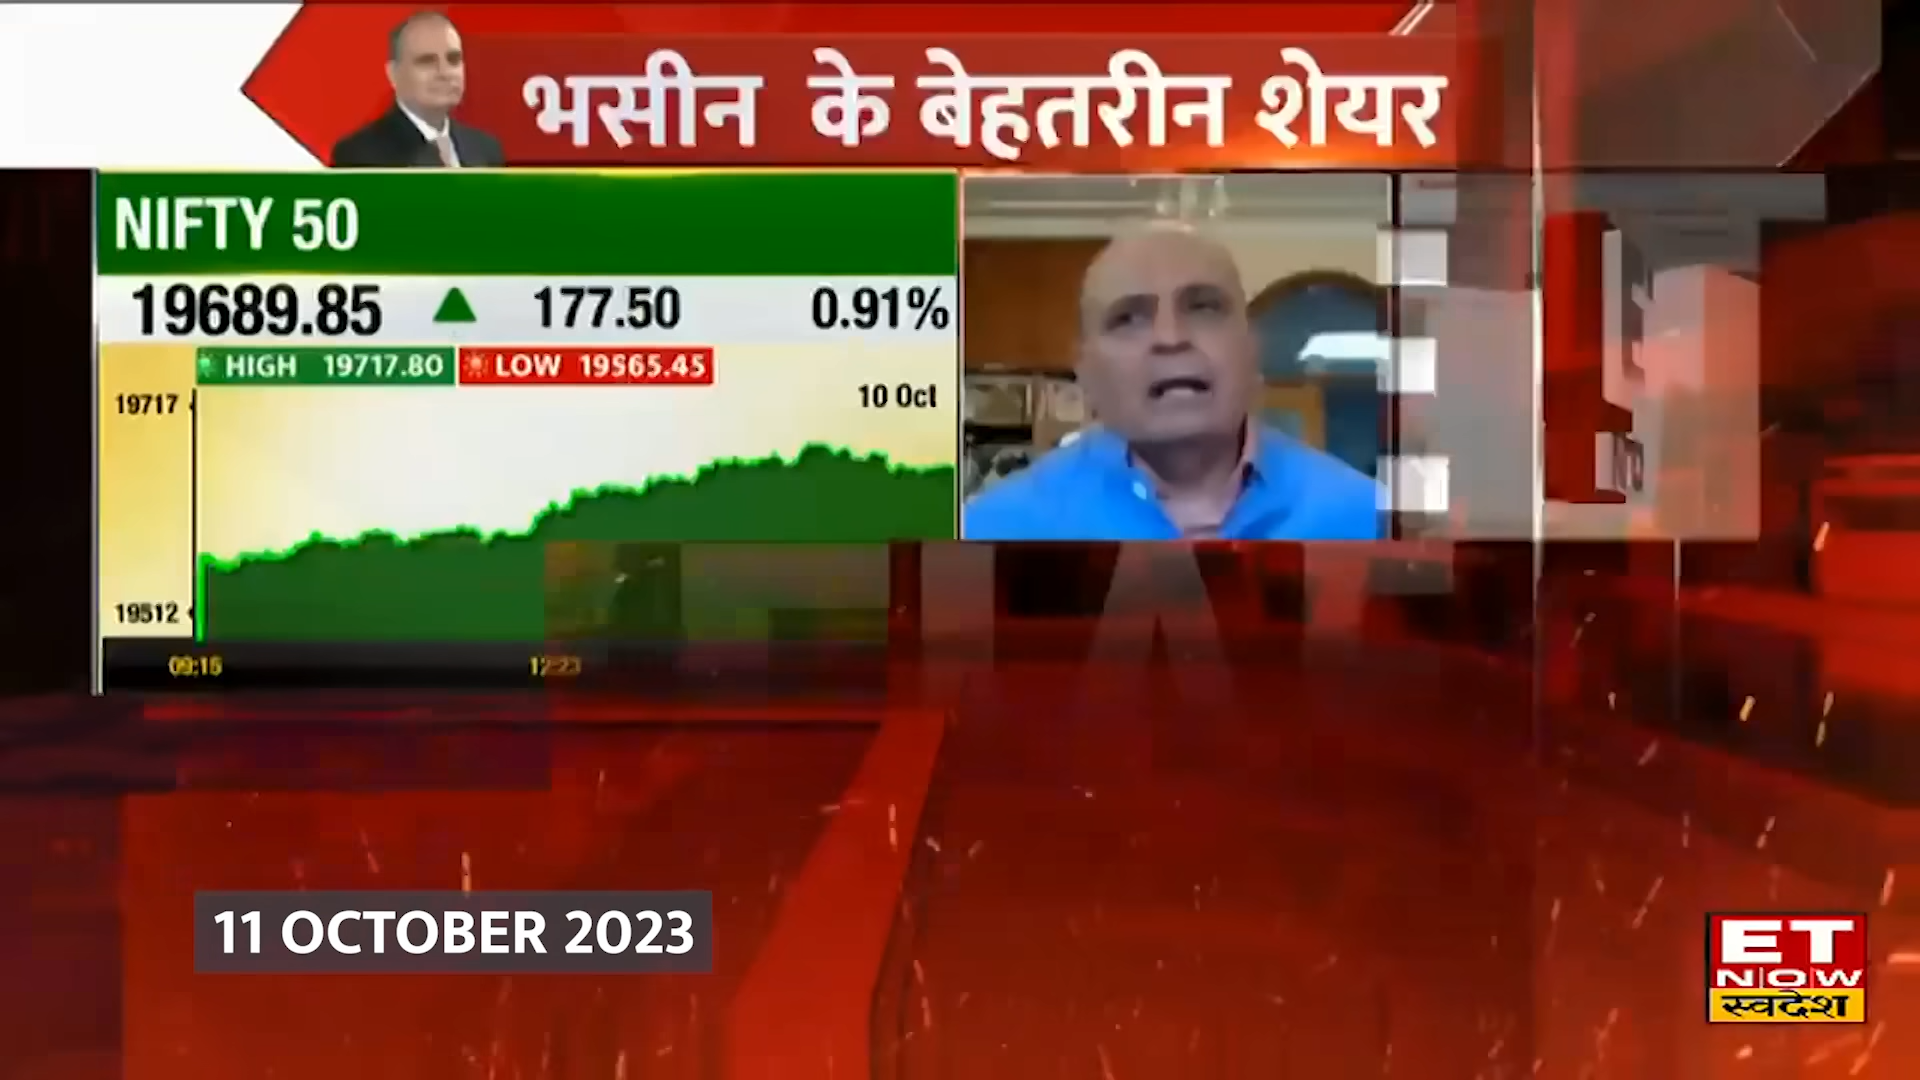 भसीन के बेहतरीन शेयर
NIFTY 50
19689.85 ▲ 177.50 0.91%
HIGH 19717.80 LOW 19565.45
19717
10 Oct
19512
09:15 12:23
11 OCTOBER 2023
ET
NOW
स्वदेश